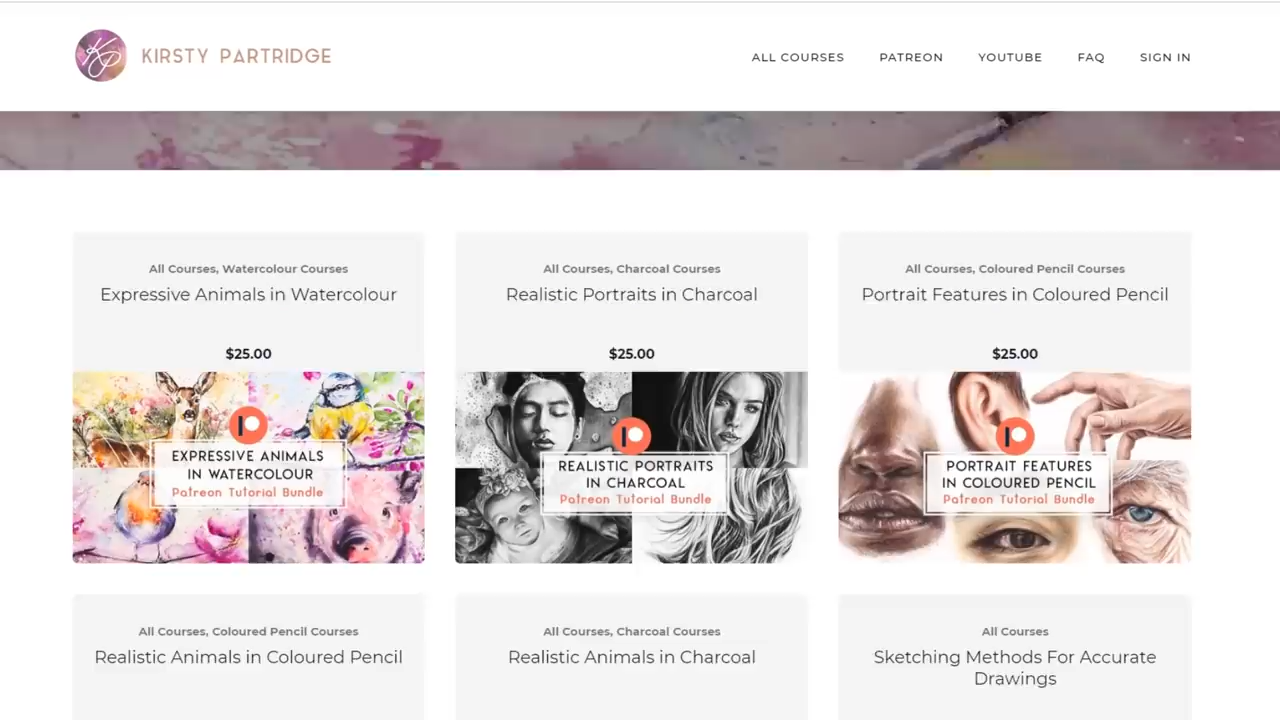 KP KIRSTY PARTRIDGE
ALL COURSES PATREON YOUTUBE FAQ SIGN IN
All Courses, Watercolour Courses
Expressive Animals in Watercolour
$25.00
EXPRESSIVE ANIMALS
IN WATERCOLOUR
Patreon Tutorial Bundle
All Courses, Charcoal Courses
Realistic Portraits in Charcoal
$25.00
REALISTIC PORTRAITS
IN CHARCOAL
Patreon Tutorial Bundle
All Courses, Coloured Pencil Courses
Portrait Features in Coloured Pencil
$25.00
PORTRAIT FEATURES
IN COLOURED PENCIL
Patreon Tutorial Bundle
All Courses, Coloured Pencil Courses
Realistic Animals in Coloured Pencil
All Courses, Charcoal Courses
Realistic Animals in Charcoal
All Courses
Sketching Methods For Accurate
Drawings